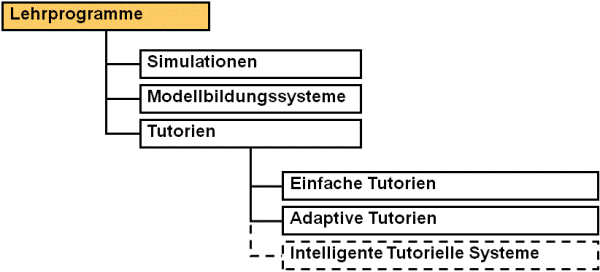 Lehrprogramme
Simulationen
Modellbildungssysteme
Tutorien
Einfache Tutorien
Adaptive Tutorien
Intelligente Tutorielle Systeme